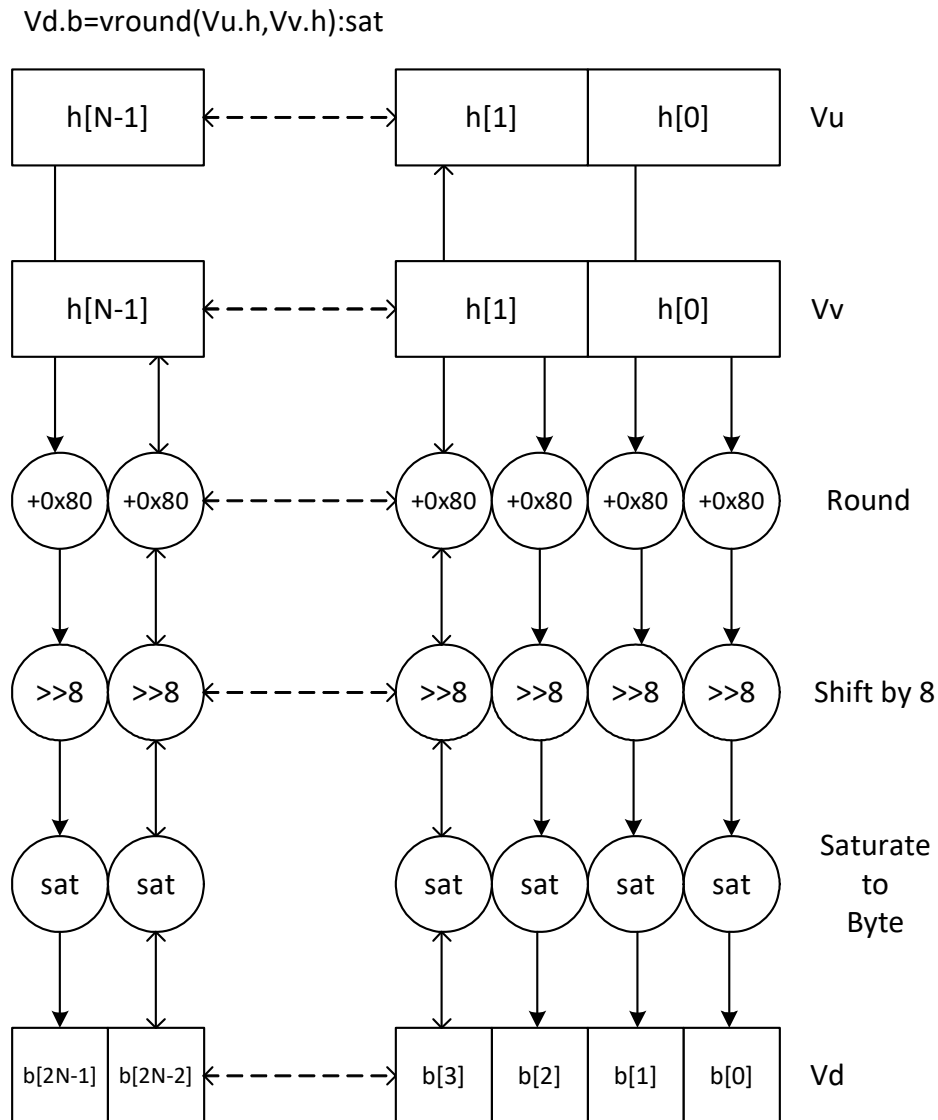 Vd.b=vround(Vu.h,Vv.h):sat
h[N-1] h[1] h[0] Vu
h[N-1] h[1] h[0] Vv
+0x80 +0x80 +0x80 +0x80 +0x80 +0x80 Round
>>8 >>8 >>8 >>8 >>8 >>8 Shift by 8
Saturate
sat sat sat sat sat sat to
Byte
b[2N-1] b[2N-2] b[3] b[2] b[1] b[0] Vd